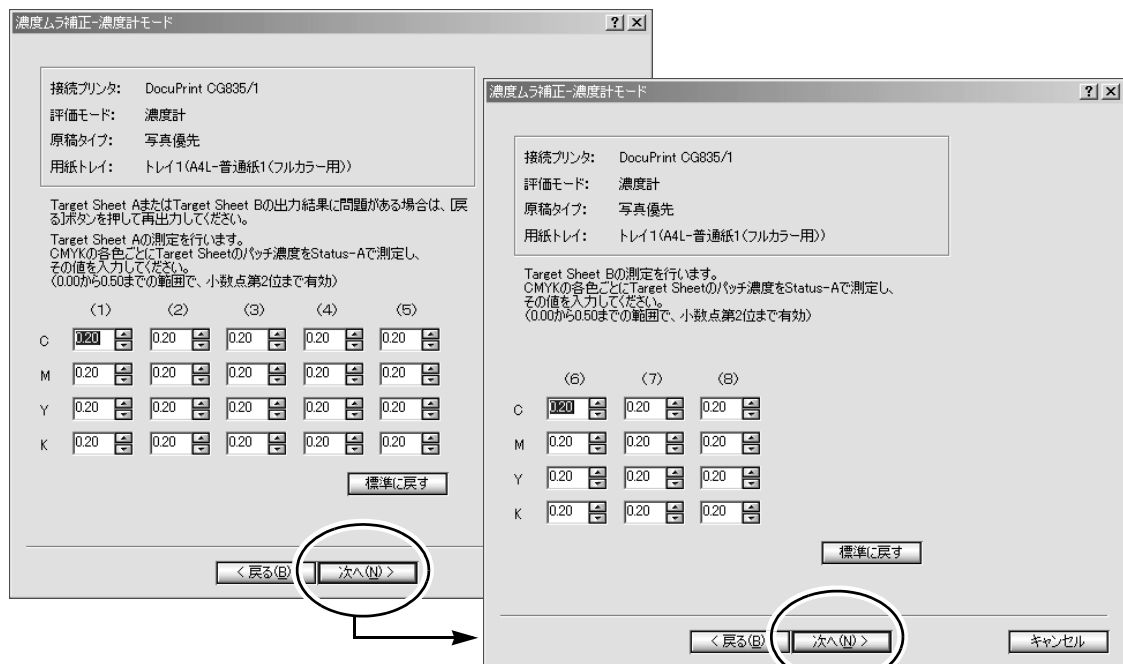 濃度ムラ補正-濃度計モード
接続プリンタ: DocuPrint CG835/1
評価モード: 濃度計
原稿タイプ: 写真優先
用紙トレイ: トレイ1(A4L-普通紙1(フルカラー用))
Target Sheet AまたはTarget Sheet Bの出力結果に問題がある場合は、[戻
る]ボタンを押して再出力してください。
Target Sheet Aの測定を行います。
CMYKの各色ごとにTarget Sheetのパッチ濃度をStatus-Aで測定し、
その値を入力してください。
(0.00から0.50までの範囲で、小数点第2位まで有効)
(1) (2) (3) (4) (5)
C 0.20 0.20 0.20 0.20 0.20
M 0.20 0.20 0.20 0.20 0.20
Y 0.20 0.20 0.20 0.20 0.20
K 0.20 0.20 0.20 0.20 0.20
標準に戻す
< 戻る(B) 次へ(N) >
濃度ムラ補正-濃度計モード
接続プリンタ: DocuPrint CG835/1
評価モード: 濃度計
原稿タイプ: 写真優先
用紙トレイ: トレイ1(A4L-普通紙1(フルカラー用))
Target Sheet Bの測定を行います。
CMYKの各色ごとにTarget Sheetのパッチ濃度をStatus-Aで測定し、
その値を入力してください。
(0.00から0.50までの範囲で、小数点第2位まで有効)
(6) (7) (8)
C 0.20 0.20 0.20
M 0.20 0.20 0.20
Y 0.20 0.20 0.20
K 0.20 0.20 0.20
標準に戻す
< 戻る(B) 次へ(N) > キャンセル